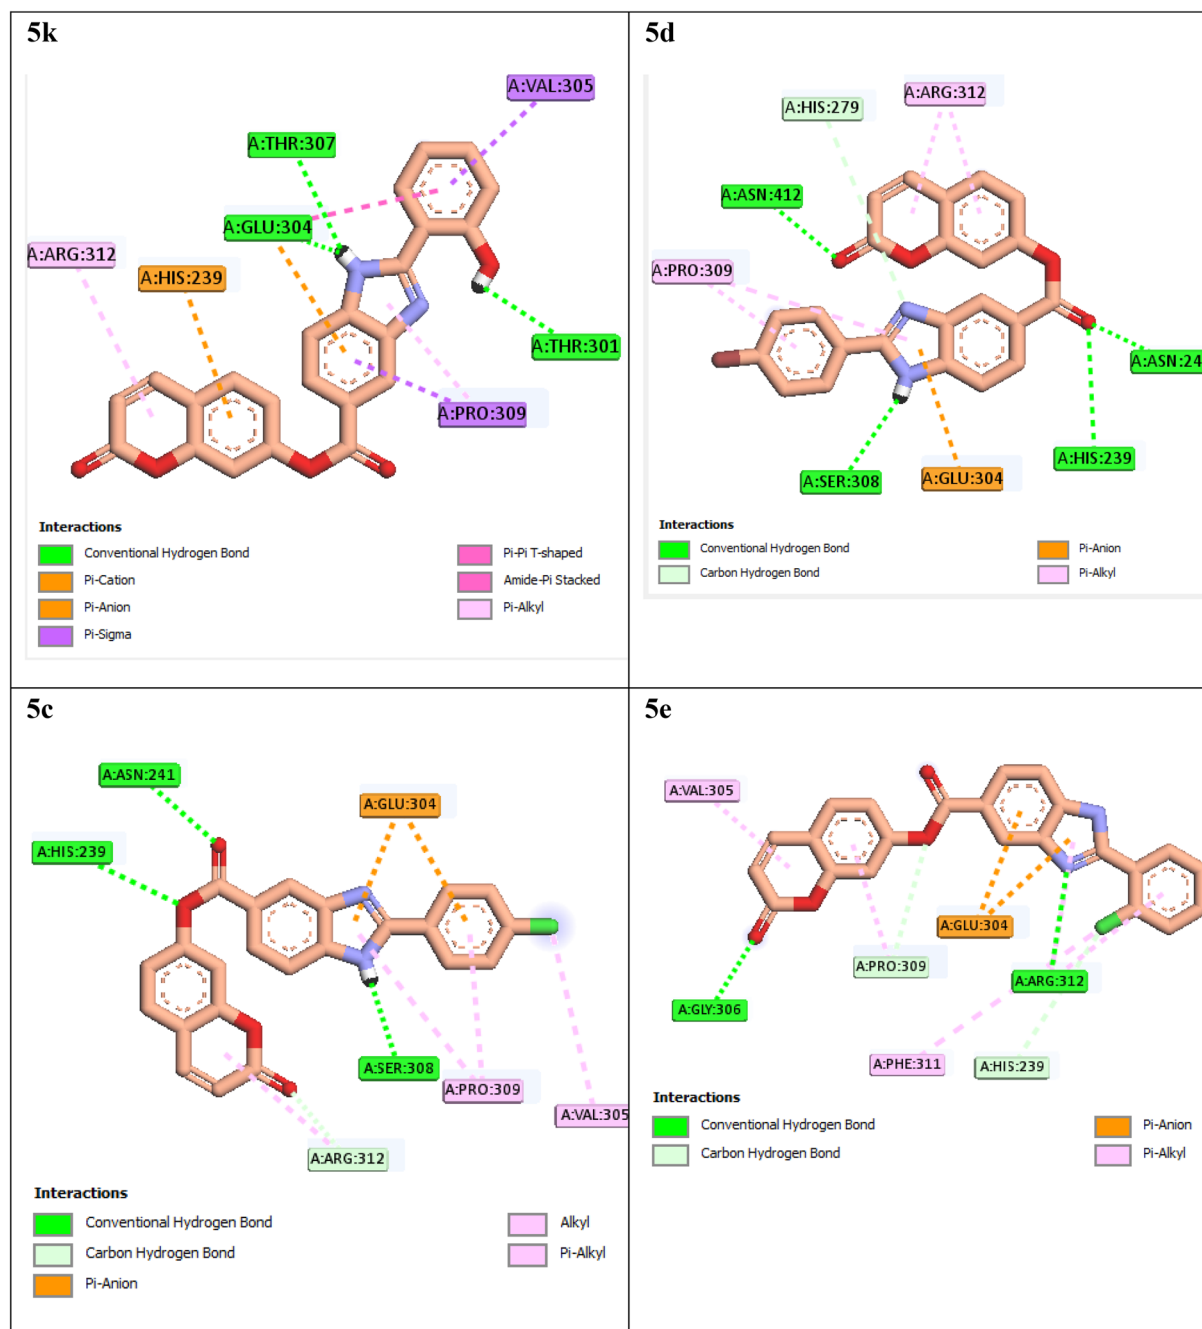 5k
A:VAL:305
A:THR:307
A:GLU:304
A:ARG:312
A:HIS:239
A:THR:301
A:PRO:309
Interactions
Conventional Hydrogen Bond
Pi-Cation
Pi-Anion
Pi-Sigma
Pi-Pi T-shaped
Amide-Pi Stacked
Pi-Alkyl
5d
A:ARG:312
A:HIS:279
A:ASN:412
A:PRO:309
A:ASN:24
A:HIS:239
A:SER:308
A:GLU:304
Interactions
Conventional Hydrogen Bond
Carbon Hydrogen Bond
Pi-Anion
Pi-Alkyl
5c
A:ASN:241
A:GLU:304
A:HIS:239
A:SER:308
A:PRO:309
A:VAL:305
A:ARG:312
Interactions
Conventional Hydrogen Bond
Carbon Hydrogen Bond
Pi-Anion
Alkyl
Pi-Alkyl
5e
A:VAL:305
A:GLU:304
A:PRO:309
A:ARG:312
A:GLY:306
A:PHE:311
A:HIS:239
Interactions
Conventional Hydrogen Bond
Carbon Hydrogen Bond
Pi-Anion
Pi-Alkyl